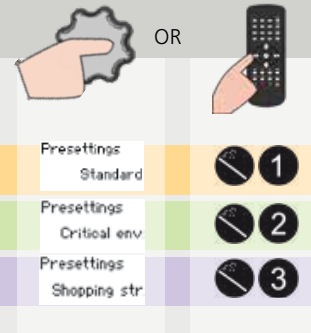 OR
Presettings
Standard
1
Presettings
Critical env.
2
Presettings
Shopping str.
3